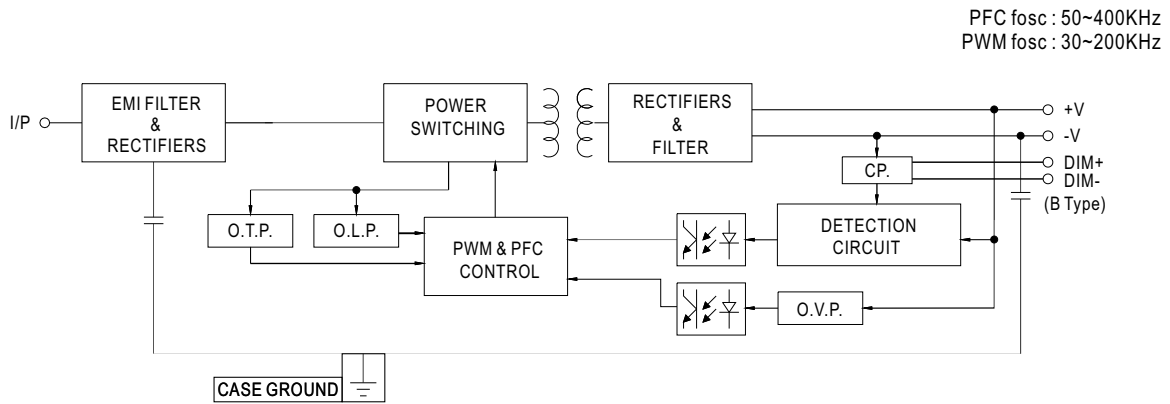 PFC fosc : 50~400KHz
PWM fosc : 30~200KHz
I/P
EMI FILTER
&
RECTIFIERS
POWER
SWITCHING
RECTIFIERS
&
FILTER
+V
-V
CP.
DIM+
DIM-
(B Type)
O.T.P.
O.L.P.
PWM & PFC
CONTROL
DETECTION
CIRCUIT
O.V.P.
CASE GROUND